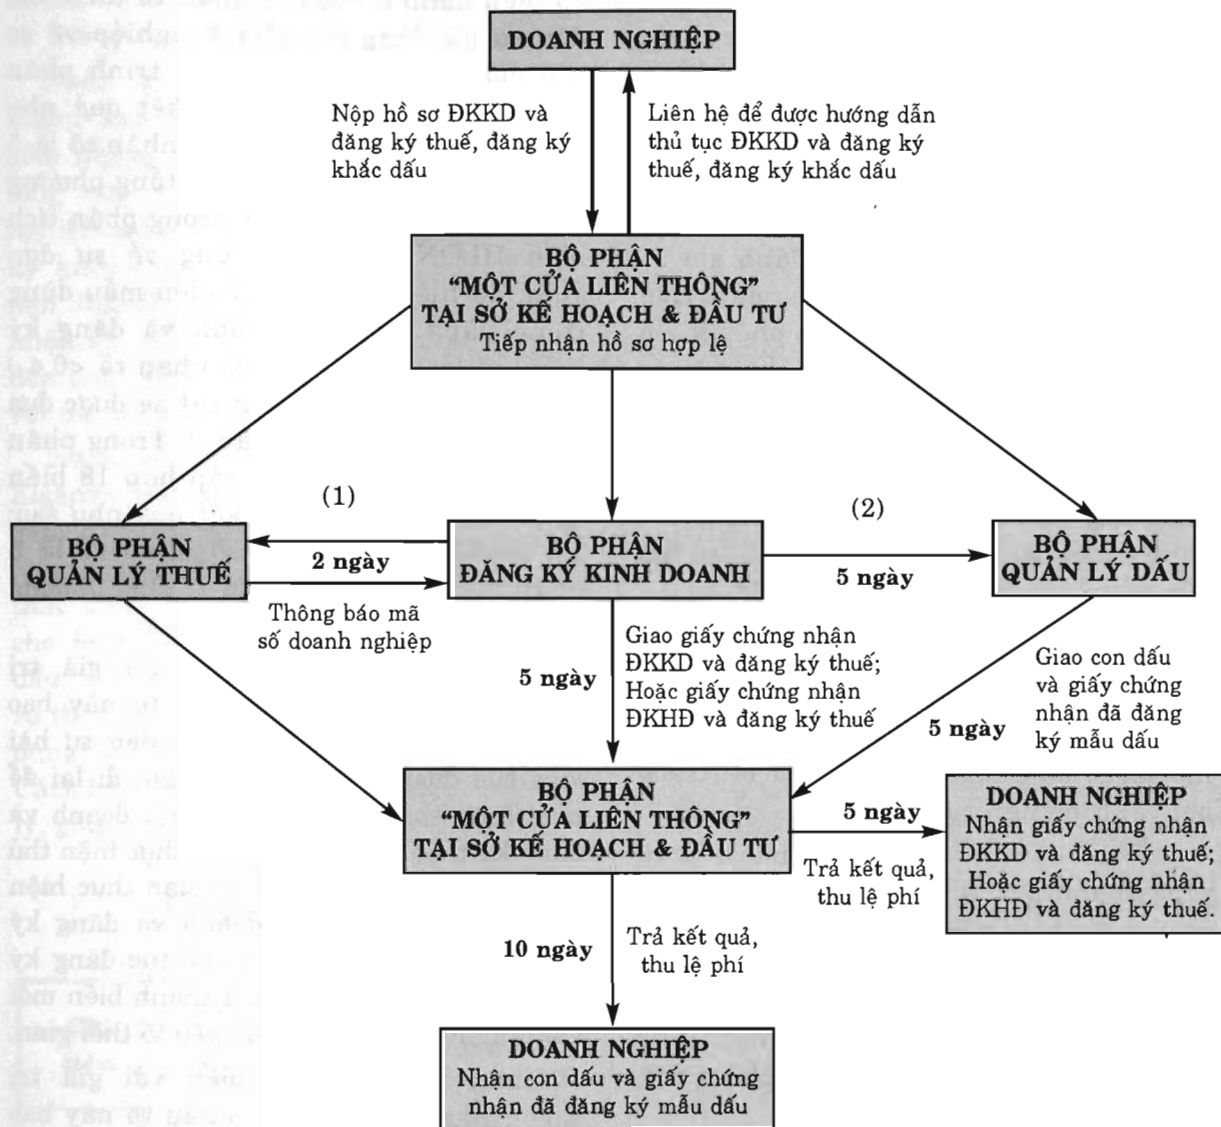 DOANH NGHIỆP
Nộp hồ sơ ĐKKD và
đăng ký thuế, đăng ký
khắc dấu
Liên hệ để được hướng dẫn
thủ tục ĐKKD và đăng ký
thuế, đăng ký khắc dấu
BỘ PHẬN
“MỘT CỬA LIÊN THÔNG”
TẠI SỞ KẾ HOẠCH & ĐẦU TƯ
Tiếp nhận hồ sơ hợp lệ
(1)
(2)
BỘ PHẬN
QUẢN LÝ THUẾ
2 ngày
Thông báo mã
số doanh nghiệp
BỘ PHẬN
ĐĂNG KÝ KINH DOANH
5 ngày
BỘ PHẬN
QUẢN LÝ DẤU
5 ngày
Giao giấy chứng nhận
ĐKKD và đăng ký thuế;
Hoặc giấy chứng nhận
ĐKHĐ và đăng ký thuế
Giao con dấu
và giấy chứng
nhận đã đăng
ký mẫu dấu
5 ngày
BỘ PHẬN
“MỘT CỬA LIÊN THÔNG”
TẠI SỞ KẾ HOẠCH & ĐẦU TƯ
5 ngày
Trả kết quả,
thu lệ phí
DOANH NGHIỆP
Nhận giấy chứng nhận
ĐKKD và đăng ký thuế;
Hoặc giấy chứng nhận
ĐKHĐ và đăng ký thuế.
10 ngày
Trả kết quả,
thu lệ phí
DOANH NGHIỆP
Nhận con dấu và giấy chứng
nhận đã đăng ký mẫu dấu